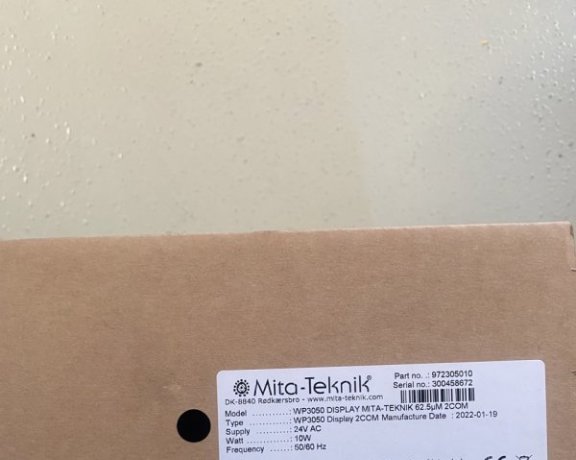 Mita-Teknik®
DK-8840 Rødkærsbro - www.mita-teknik.com
Part no. .: 972305010
Serial no.: 300458672
Model ............: WP3050 DISPLAY MITA-TEKNIK 62.5µM 2COM
Type ............: WP3050 Display 2COM Manufacture Date : 2022-01-19
Supply ............: 24V AC
Watt ............: 10W
Frequency ......: 50/60 Hz